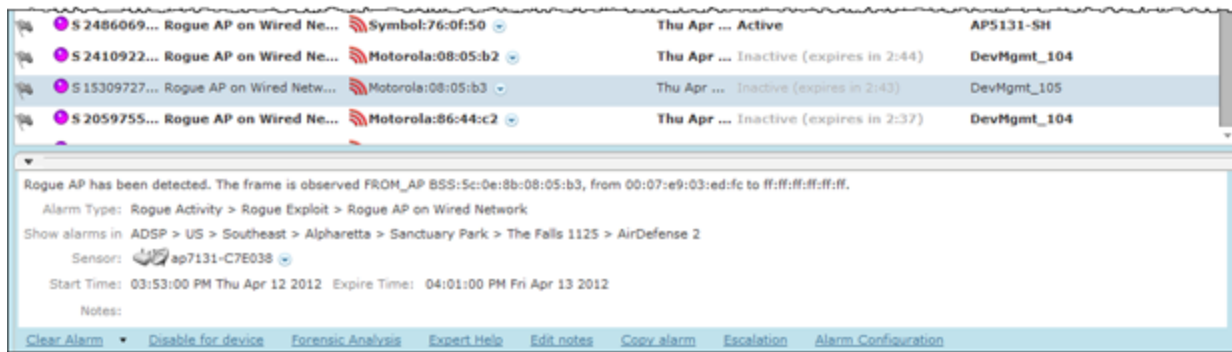 S 2486069... Rogue AP on Wired Ne... Symbol:76:0f:50 Thu Apr ... Active AP5131-SH
S 2410922... Rogue AP on Wired Ne... Motorola:08:05:b2 Thu Apr ... Inactive (expires in 2:44) DevMgmt_104
S 15309727... Rogue AP on Wired Netw... Motorola:08:05:b3 Thu Apr ... Inactive (expires in 2:43) DevMgmt_105
S 2059755... Rogue AP on Wired Ne... Motorola:86:44:c2 Thu Apr ... Inactive (expires in 2:37) DevMgmt_104
Rogue AP has been detected. The frame is observed FROM_AP BSS:5c:0e:8b:08:05:b3, from 00:07:e9:03:ed:fc to ff:ff:ff:ff:ff:ff.
Alarm Type: Rogue Activity > Rogue Exploit > Rogue AP on Wired Network
Show alarms in ADSP > US > Southeast > Alpharetta > Sanctuary Park > The Falls 1125 > AirDefense 2
Sensor: ap7131-C7E038
Start Time: 03:53:00 PM Thu Apr 12 2012 Expire Time: 04:01:00 PM Fri Apr 13 2012
Notes:
Clear Alarm Disable for device Forensic Analysis Expert Help Edit notes Copy alarm Escalation Alarm Configuration